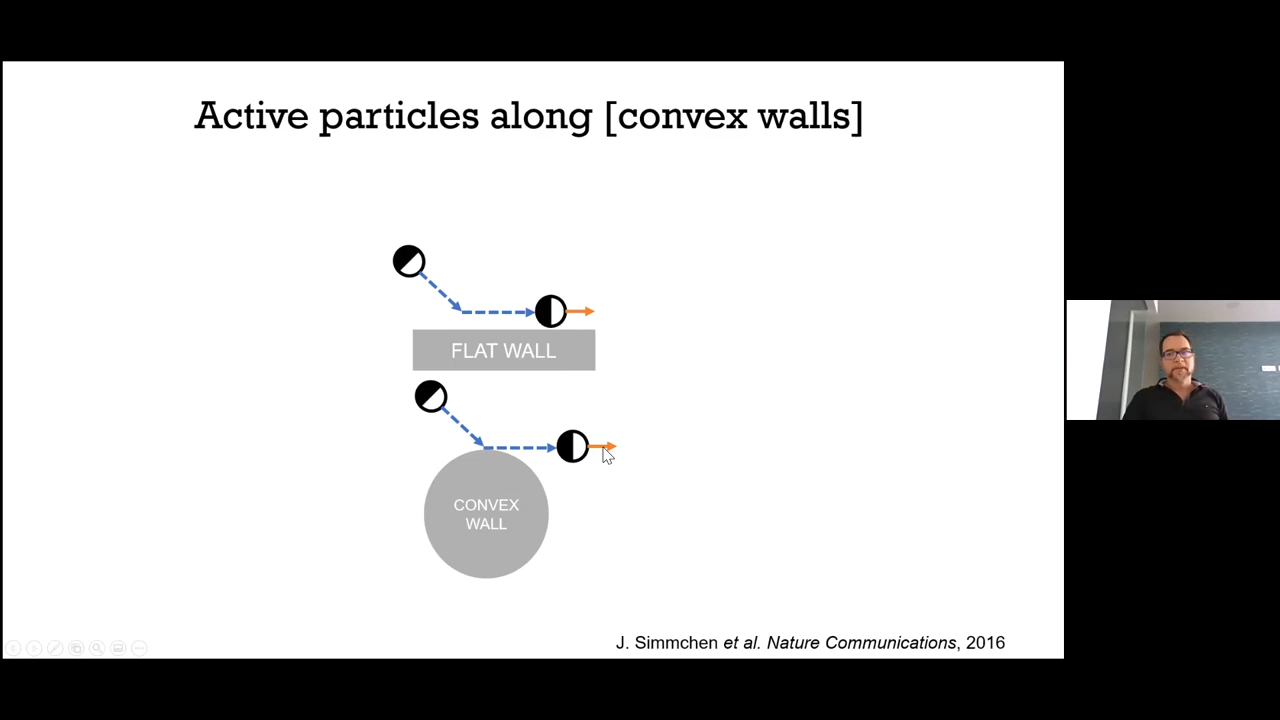 Active particles along [convex walls]
FLAT WALL
CONVEX
WALL
J. Simmchen et al. Nature Communications, 2016